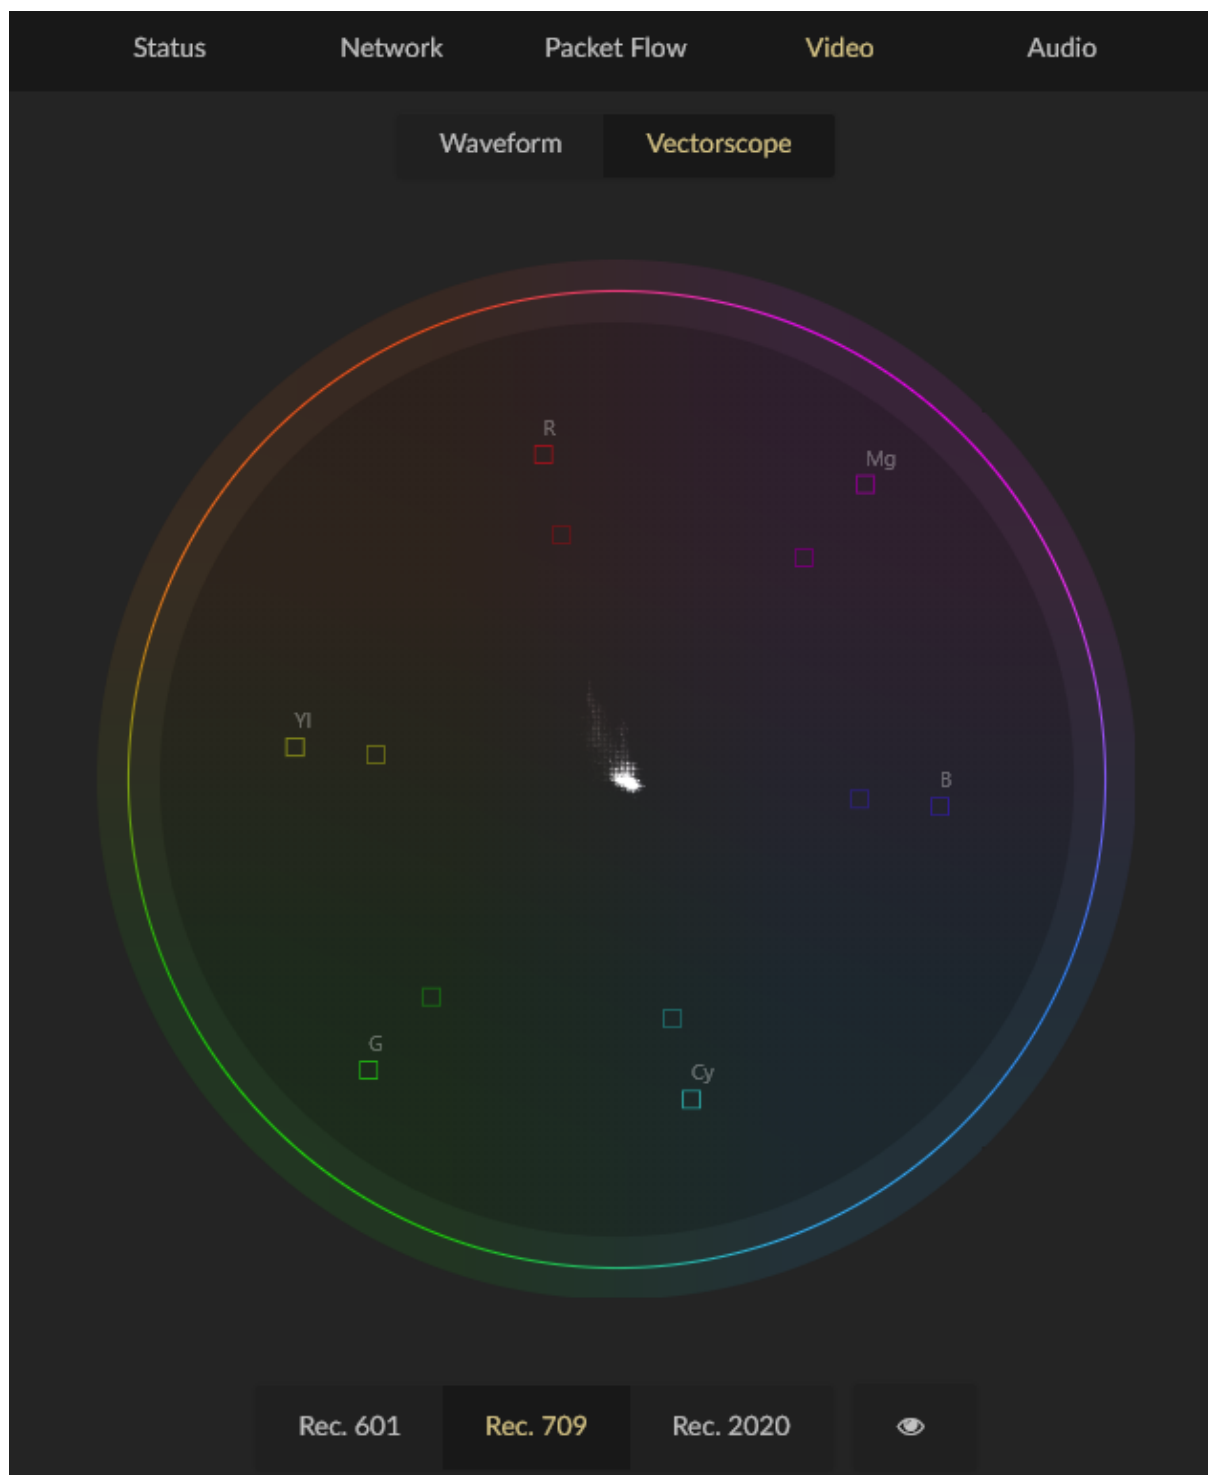 Status Network Packet Flow Video Audio
Waveform Vectorscope
R
Mg
Yl
B
G
Cy
Rec. 601 Rec. 709 Rec. 2020